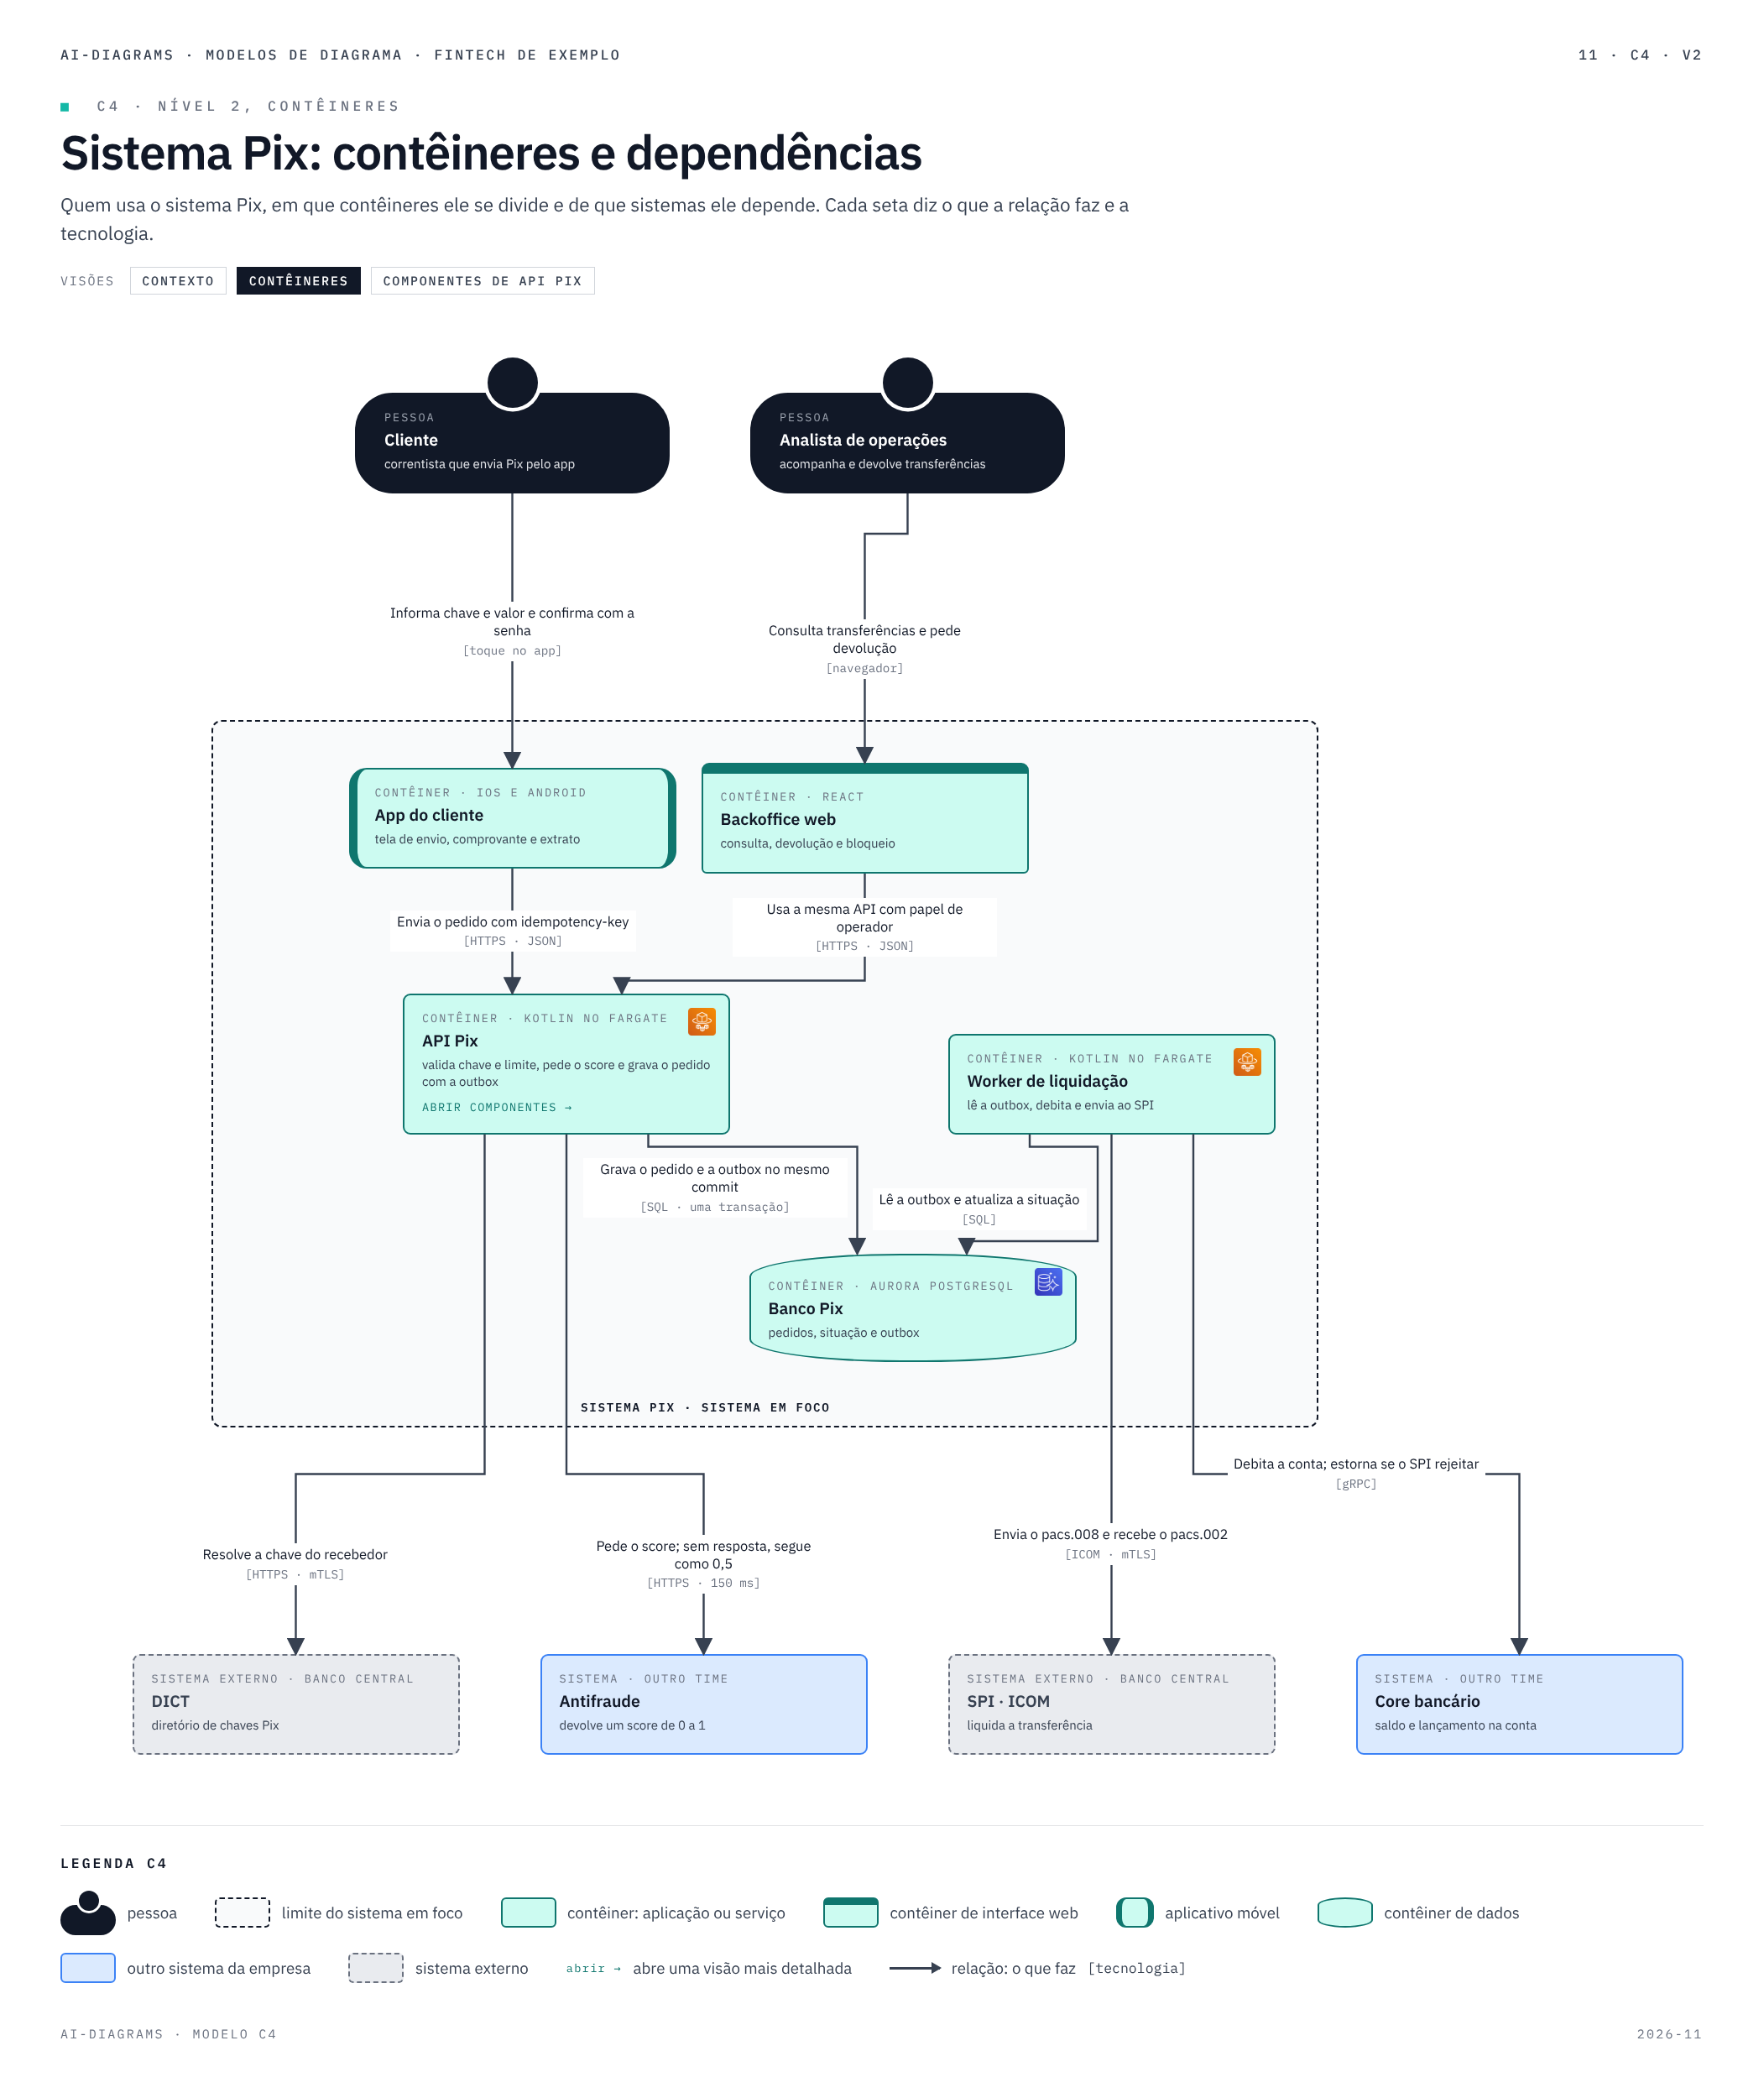 AI-DIAGRAMS · MODELOS DE DIAGRAMA · FINTECH DE EXEMPLO
11 · C4 · V2
C4 · NÍVEL 2, CONTÊINERES
Sistema Pix: contêineres e dependências
Quem usa o sistema Pix, em que contêineres ele se divide e de que sistemas ele depende. Cada seta diz o que a relação faz e a
tecnologia.
VISÕES
CONTEXTO
CONTÊINERES
COMPONENTES DE API PIX
PESSOA
Cliente
correntista que envia Pix pelo app
PESSOA
Analista de operações
acompanha e devolve transferências
Informa chave e valor e confirma com a
senha
[toque no app]
Consulta transferências e pede
devolução
[navegador]
CONTÊINER · IOS E ANDROID
App do cliente
tela de envio, comprovante e extrato
CONTÊINER · REACT
Backoffice web
consulta, devolução e bloqueio
Envia o pedido com idempotency-key
[HTTPS · JSON]
Usa a mesma API com papel de
operador
[HTTPS · JSON]
CONTÊINER · KOTLIN NO FARGATE
API Pix
valida chave e limite, pede o score e grava o pedido
com a outbox
ABRIR COMPONENTES →
CONTÊINER · KOTLIN NO FARGATE
Worker de liquidação
lê a outbox, debita e envia ao SPI
Grava o pedido e a outbox no mesmo
commit
[SQL · uma transação]
Lê a outbox e atualiza a situação
[SQL]
CONTÊINER · AURORA POSTGRESQL
Banco Pix
pedidos, situação e outbox
SISTEMA PIX · SISTEMA EM FOCO
Debita a conta; estorna se o SPI rejeitar
[gRPC]
Envia o pacs.008 e recebe o pacs.002
[ICOM · mTLS]
Resolve a chave do recebedor
[HTTPS · mTLS]
Pede o score; sem resposta, segue
como 0,5
[HTTPS · 150 ms]
SISTEMA EXTERNO · BANCO CENTRAL
DICT
diretório de chaves Pix
SISTEMA · OUTRO TIME
Antifraude
devolve um score de 0 a 1
SISTEMA EXTERNO · BANCO CENTRAL
SPI · ICOM
liquida a transferência
SISTEMA · OUTRO TIME
Core bancário
saldo e lançamento na conta
LEGENDA C4
pessoa
limite do sistema em foco
contêiner: aplicação ou serviço
contêiner de interface web
aplicativo móvel
contêiner de dados
outro sistema da empresa
sistema externo
abrir → abre uma visão mais detalhada
relação: o que faz [tecnologia]
AI-DIAGRAMS · MODELO C4
2026-11